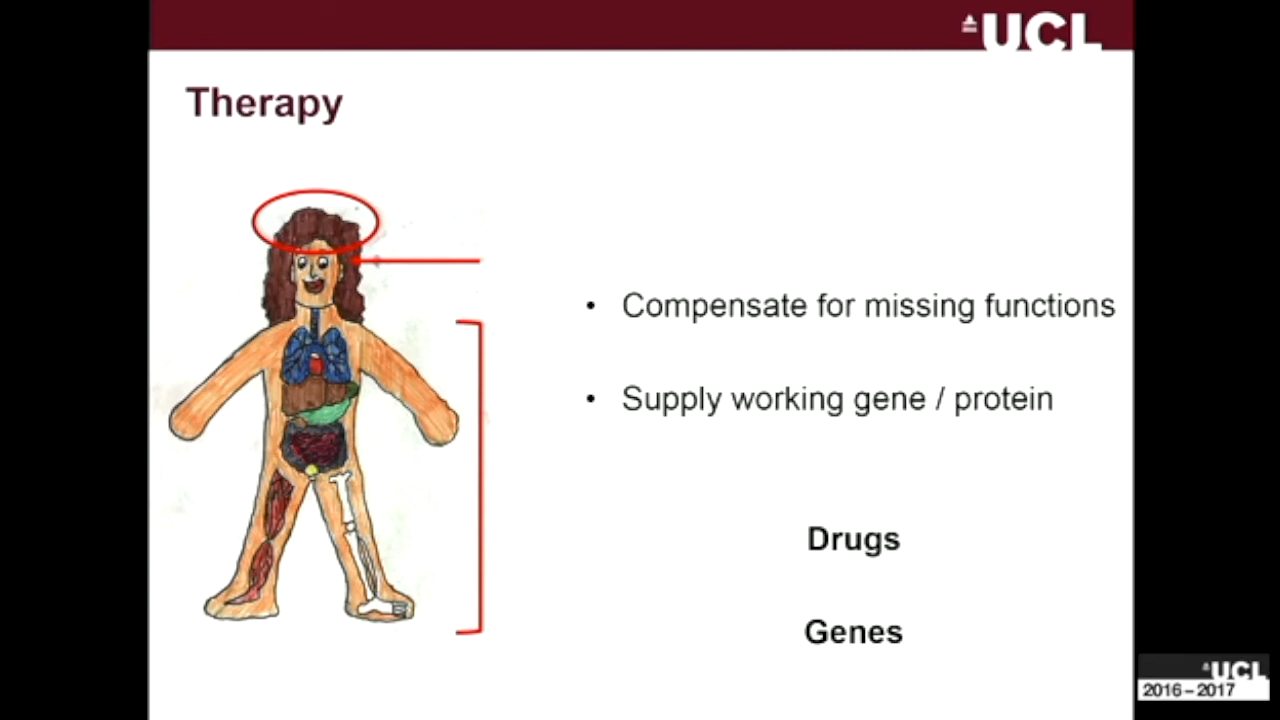 UCL
Therapy
• Compensate for missing functions
• Supply working gene / protein
Drugs
Genes
UCL
2016 – 2017